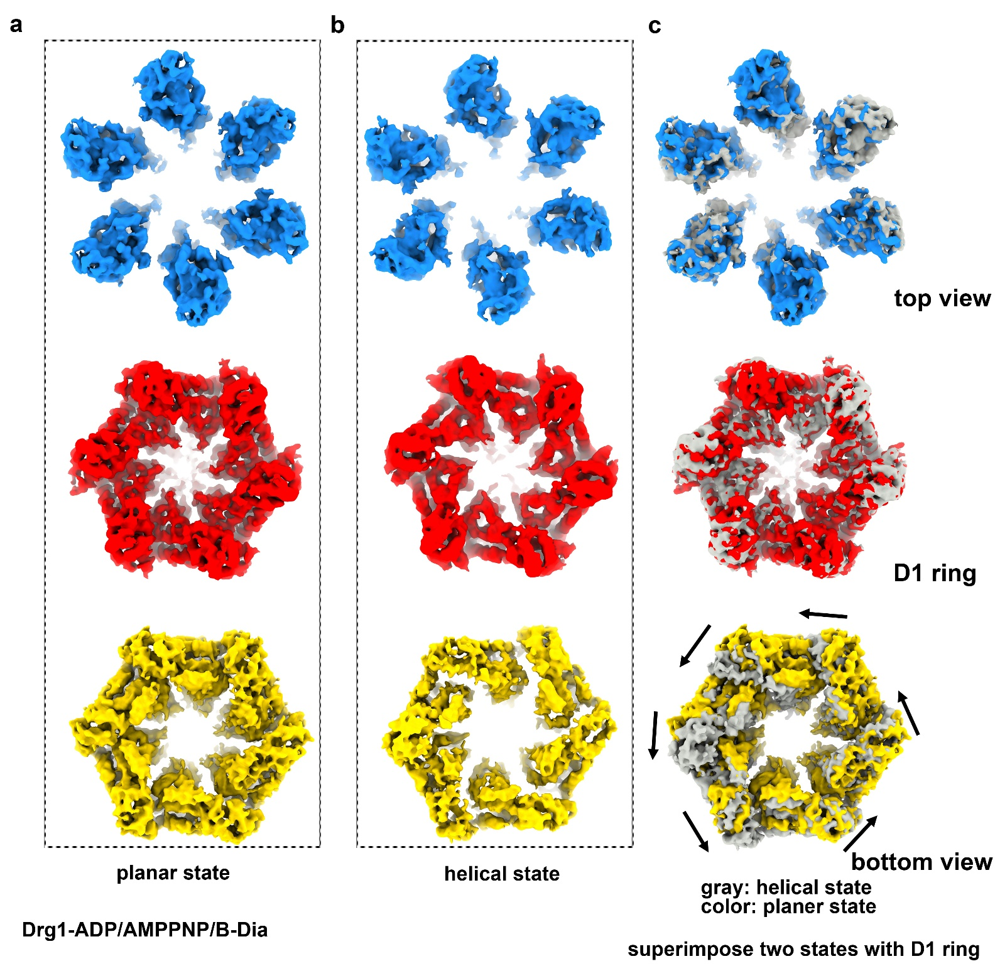 a
b
c
top view
D1 ring
bottom view
planar state
helical state
gray: helical state
color: planer state
Drg1-ADP/AMPPNP/B-Dia
superimpose two states with D1 ring